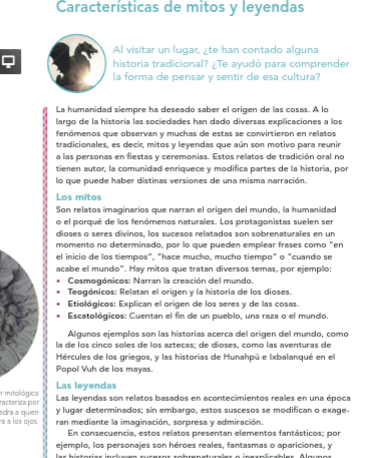 Características de mitos y leyendas
Al visitar un lugar, ¿te han contado alguna
historia tradicional? ¿Te ayudó para comprender
la forma de pensar y sentir de esa cultura?
La humanidad siempre ha deseado saber el origen de las cosas. A lo
largo de la historia las sociedades han dado diversas explicaciones a los
fenómenos que observan y muchas de estas se convirtieron en relatos
tradicionales, es decir, mitos y leyendas que aún son motivo para reunir
a las personas en fiestas y ceremonias. Estos relatos de tradición oral no
tienen autor, la comunidad enriquece y modifica partes de la historia, por
lo que puede haber distintas versiones de una misma narración.
Los mitos
Son relatos imaginarios que narran el origen del mundo, la humanidad
o el porqué de los fenómenos naturales. Los protagonistas suelen ser
dioses o seres divinos, los sucesos relatados son sobrenaturales en un
momento no determinado, por lo que pueden emplear frases como "en
el inicio de los tiempos", "hace mucho, mucho tiempo" o "cuando se
acabe el mundo". Hay mitos que tratan diversos temas, por ejemplo:
• Cosmogónicos: Narran la creación del mundo.
• Teogónicos: Relatan el origen y la historia de los dioses.
• Etiológicos: Explican el origen de los seres y de las cosas.
• Escatológicos: Cuentan el fin de un pueblo, una raza o el mundo.
Algunos ejemplos son las historias acerca del origen del mundo, como
la de los cinco soles de los aztecas; de dioses, como las aventuras de
Hércules de los griegos, y las historias de Hunahpú e Ixbalanqué en el
Popol Vuh de los mayas.
Las leyendas
Las leyendas son relatos basados en acontecimientos reales en una época
y lugar determinados; sin embargo, estos sucesos se modifican o exage-
ran mediante la imaginación, sorpresa y admiración.
En consecuencia, estos relatos presentan elementos fantásticos; por
ejemplo, los personajes son héroes reales, fantasmas o apariciones, y
las historias incluyen sucesos sobrenaturales o inexplicables. Algunos
r mitológico
racteriza por
edra a quien
ra a los ojos.